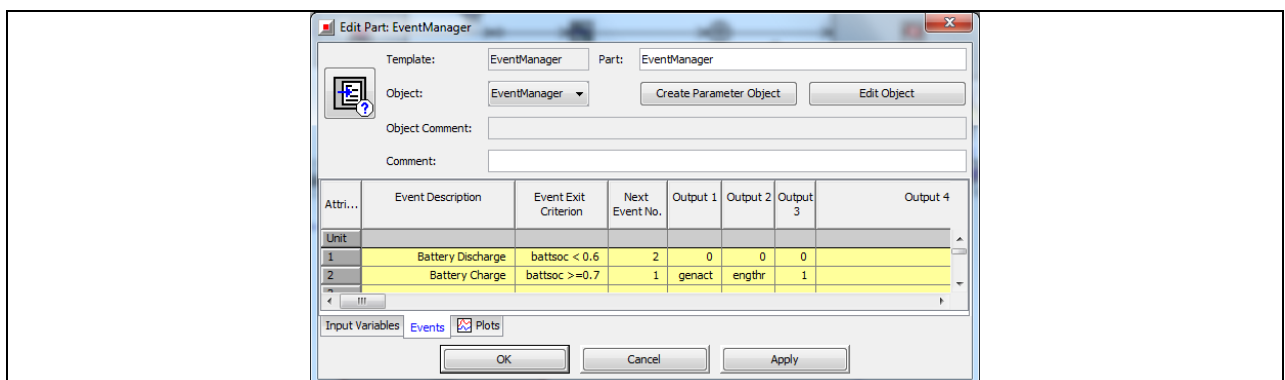 Edit Part: EventManager
Template: EventManager Part: EventManager
Object: EventManager Create Parameter Object Edit Object
Object Comment:
Comment:
Attri... Event Description Event Exit Criterion Next Event No. Output 1 Output 2 Output 3 Output 4
Unit
1 Battery Discharge battsoc < 0.6 2 0 0 0
2 Battery Charge battsoc >=0.7 1 genact engthr 1
Input Variables Events Plots
OK Cancel Apply